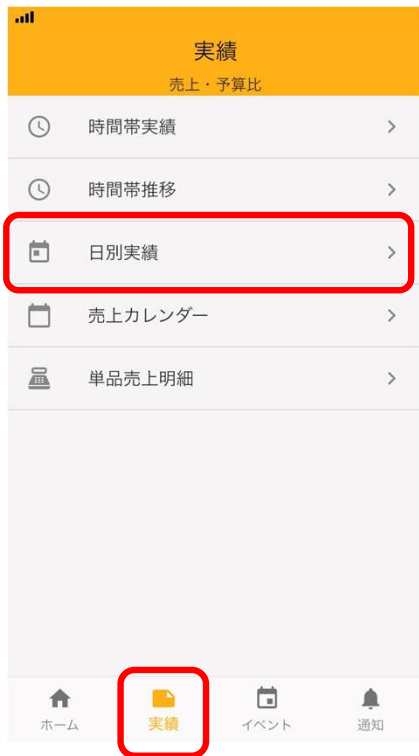 実績
売上・予算比
時間帯実績
時間帯推移
日別実績
売上カレンダー
単品売上明細
ホーム
実績
イベント
通知